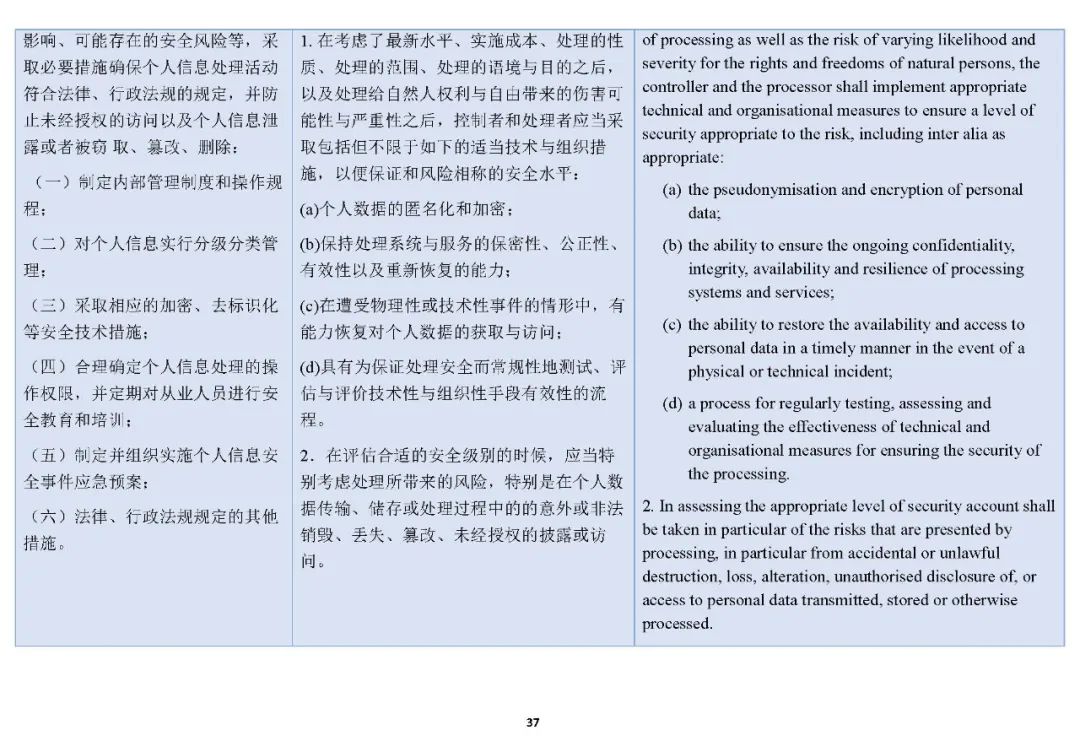 影响、可能存在的安全风险等，采
取必要措施确保个人信息处理活动
符合法律、行政法规的规定，并防
止未经授权的访问以及个人信息泄
露或者被窃 取、篡改、删除：
（一）制定内部管理制度和操作规
程；
（二）对个人信息实行分级分类管
理；
（三）采取相应的加密、去标识化
等安全技术措施；
（四）合理确定个人信息处理的操
作权限，并定期对从业人员进行安
全教育和培训；
（五）制定并组织实施个人信息安
全事件应急预案；
（六）法律、行政法规规定的其他
措施。
1. 在考虑了最新水平、实施成本、处理的性
质、处理的范围、处理的语境与目的之后，
以及处理给自然人权利与自由带来的伤害可
能性与严重性之后，控制者和处理者应当采
取包括但不限于如下的适当技术与组织措
施，以便保证和风险相称的安全水平：
(a)个人数据的匿名化和加密；
(b)保持处理系统与服务的保密性、公正性、
有效性以及重新恢复的能力；
(c)在遭受物理性或技术性事件的情形中，有
能力恢复对个人数据的获取与访问；
(d)具有为保证处理安全而常规性地测试、评
估与评价技术性与组织性手段有效性的流
程。
2．在评估合适的安全级别的时候，应当特
别考虑处理所带来的风险，特别是在个人数
据传输、储存或处理过程中的的意外或非法
销毁、丢失、篡改、未经授权的披露或访
问。
of processing as well as the risk of varying likelihood and
severity for the rights and freedoms of natural persons, the
controller and the processor shall implement appropriate
technical and organisational measures to ensure a level of
security appropriate to the risk, including inter alia as
appropriate:
(a) the pseudonymisation and encryption of personal
data;
(b) the ability to ensure the ongoing confidentiality,
integrity, availability and resilience of processing
systems and services;
(c) the ability to restore the availability and access to
personal data in a timely manner in the event of a
physical or technical incident;
(d) a process for regularly testing, assessing and
evaluating the effectiveness of technical and
organisational measures for ensuring the security of
the processing.
2. In assessing the appropriate level of security account shall
be taken in particular of the risks that are presented by
processing, in particular from accidental or unlawful
destruction, loss, alteration, unauthorised disclosure of, or
access to personal data transmitted, stored or otherwise
processed.
37